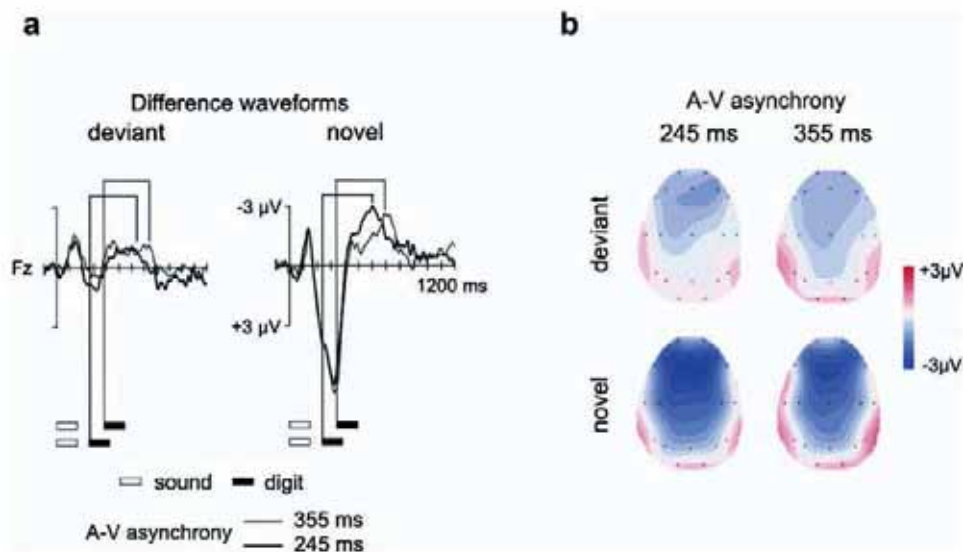 a
Difference waveforms
deviant
novel
-3 µV
Fz
1200 ms
+3 µV
sound
digit
A-V asynchrony
355 ms
245 ms
b
A-V asynchrony
245 ms
355 ms
deviant
novel
+3µV
-3µV